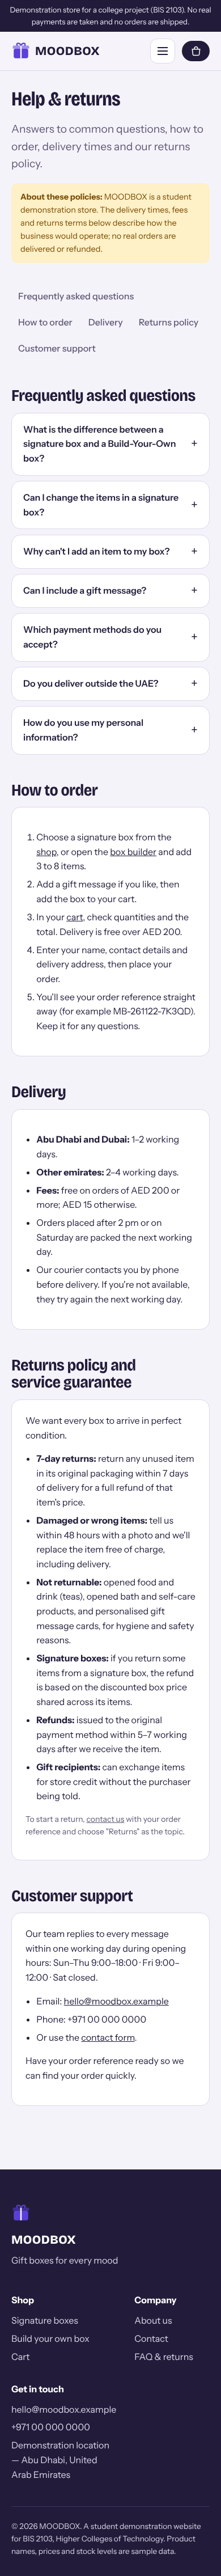 Demonstration store for a college project (BIS 2103). No real
payments are taken and no orders are shipped.
MOODBOX
Help & returns
Answers to common questions, how to
order, delivery times and our returns
policy.
About these policies: MOODBOX is a student
demonstration store. The delivery times, fees
and returns terms below describe how the
business would operate; no real orders are
delivered or refunded.
Frequently asked questions
How to order Delivery Returns policy
Customer support
Frequently asked questions
What is the difference between a
signature box and a Build-Your-Own
box?
+
Can I change the items in a signature
box?
+
Why can't I add an item to my box? +
Can I include a gift message? +
Which payment methods do you
accept?
+
Do you deliver outside the UAE? +
How do you use my personal
information?
+
How to order
1. Choose a signature box from the
shop, or open the box builder and add
3 to 8 items.
2. Add a gift message if you like, then
add the box to your cart.
3. In your cart, check quantities and the
total. Delivery is free over AED 200.
4. Enter your name, contact details and
delivery address, then place your
order.
5. You'll see your order reference straight
away (for example MB-261122-7K3QD).
Keep it for any questions.
Delivery
• Abu Dhabi and Dubai: 1–2 working
days.
• Other emirates: 2–4 working days.
• Fees: free on orders of AED 200 or
more; AED 15 otherwise.
• Orders placed after 2 pm or on
Saturday are packed the next working
day.
• Our courier contacts you by phone
before delivery. If you're not available,
they try again the next working day.
Returns policy and
service guarantee
We want every box to arrive in perfect
condition.
• 7-day returns: return any unused item
in its original packaging within 7 days
of delivery for a full refund of that
item's price.
• Damaged or wrong items: tell us
within 48 hours with a photo and we'll
replace the item free of charge,
including delivery.
• Not returnable: opened food and
drink (teas), opened bath and self-care
products, and personalised gift
message cards, for hygiene and safety
reasons.
• Signature boxes: if you return some
items from a signature box, the refund
is based on the discounted box price
shared across its items.
• Refunds: issued to the original
payment method within 5–7 working
days after we receive the item.
• Gift recipients: can exchange items
for store credit without the purchaser
being told.
To start a return, contact us with your order
reference and choose "Returns" as the topic.
Customer support
Our team replies to every message
within one working day during opening
hours: Sun–Thu 9:00–18:00 · Fri 9:00–
12:00 · Sat closed.
• Email: hello@moodbox.example
• Phone: +971 00 000 0000
• Or use the contact form.
Have your order reference ready so we
can find your order quickly.
MOODBOX
Gift boxes for every mood
Shop
Signature boxes
Build your own box
Cart
Company
About us
Contact
FAQ & returns
Get in touch
hello@moodbox.example
+971 00 000 0000
Demonstration location
— Abu Dhabi, United
Arab Emirates
© 2026 MOODBOX. A student demonstration website
for BIS 2103, Higher Colleges of Technology. Product
names, prices and stock levels are sample data.